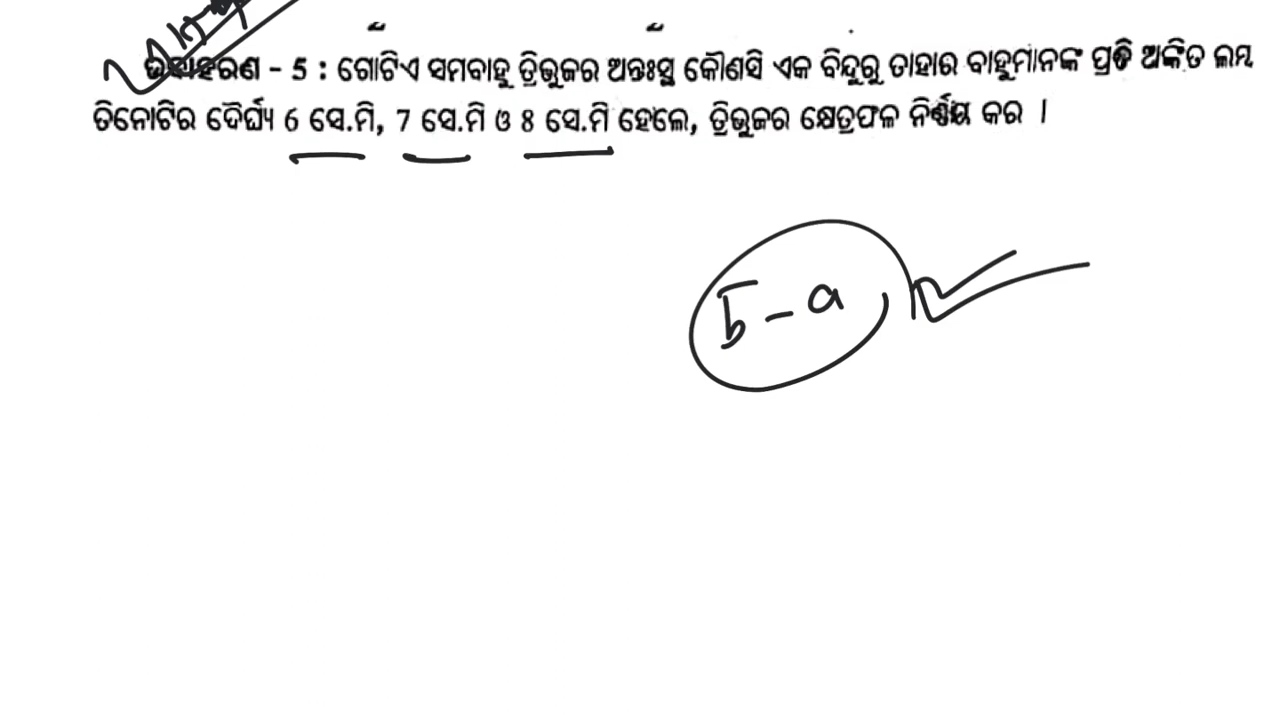 ଉଦାହରଣ - 5 : ଗୋଟିଏ ସମବାହୁ ତ୍ରିଭୁଜର ଅନ୍ତଃସ୍ଥ କୌଣସି ଏକ ବିନ୍ଦୁରୁ ତାହାର ବାହୁମାନଙ୍କ ପ୍ରତି ଅଙ୍କିତ ଲମ୍ବ
ତିନୋଟିର ଦୈର୍ଘ୍ୟ 6 ସେ.ମି, 7 ସେ.ମି ଓ 8 ସେ.ମି ହେଲେ, ତ୍ରିଭୁଜର କ୍ଷେତ୍ରଫଳ ନିର୍ଣ୍ଣୟ କର ।
5 - a